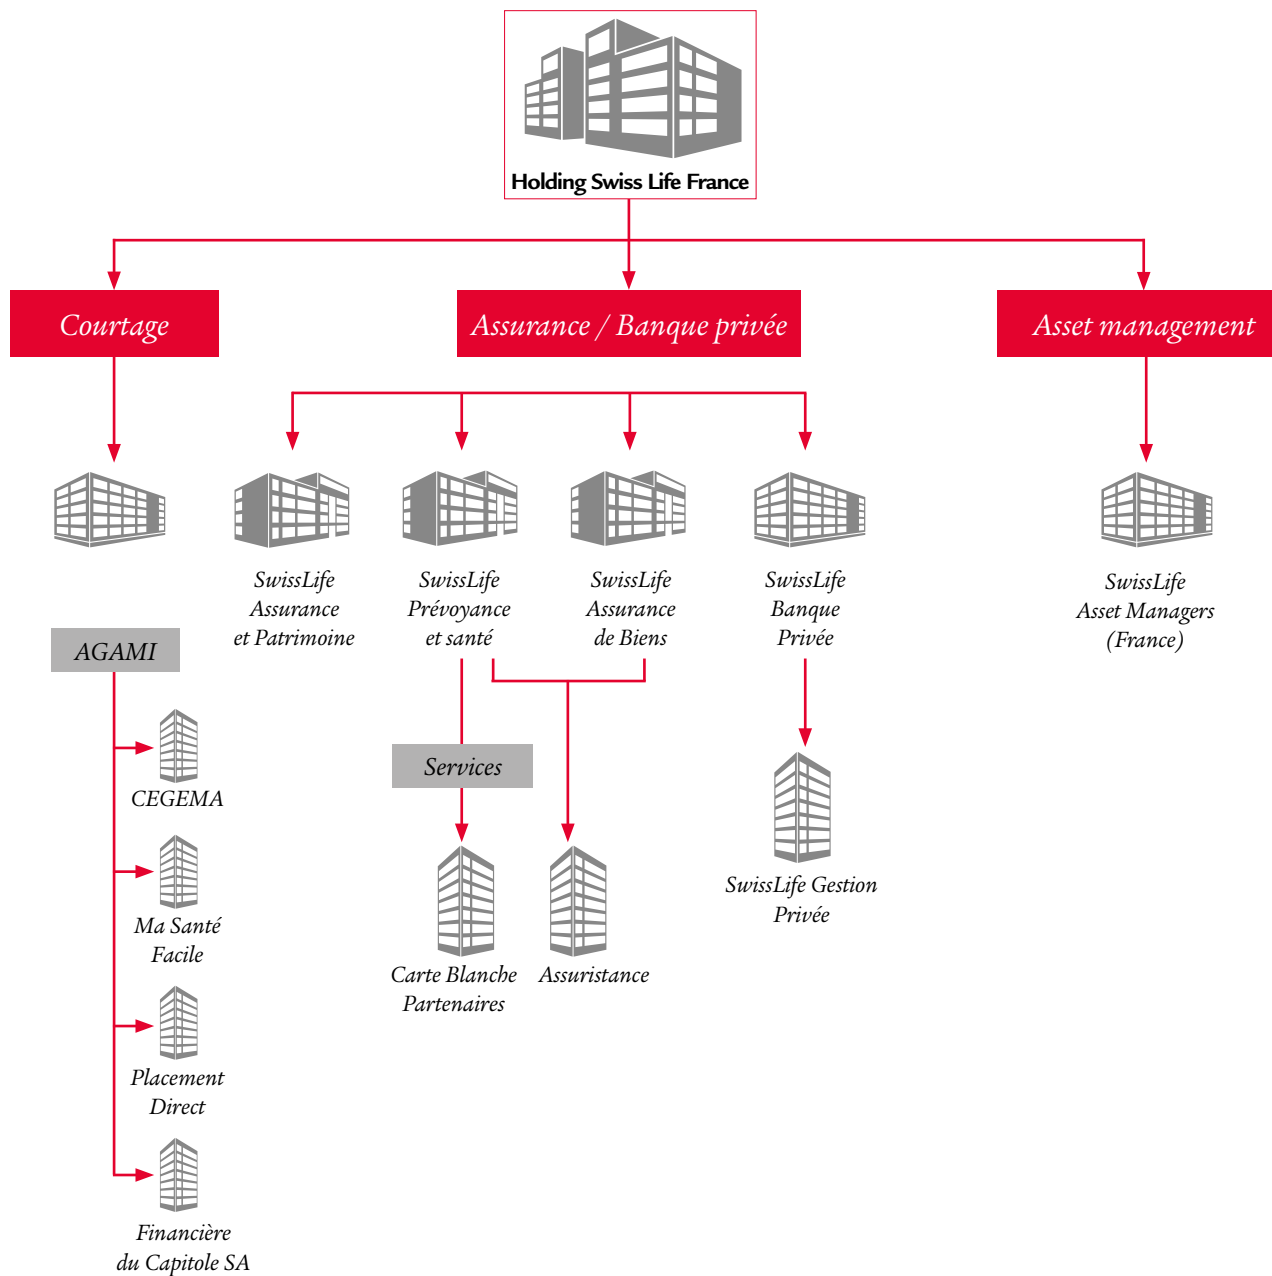 Holding Swiss Life France
Courtage
Assurance / Banque privée
Asset management
SwissLife
Assurance
et Patrimoine
SwissLife
Prévoyance
et santé
SwissLife
Assurance
de Biens
SwissLife
Banque
Privée
SwissLife
Asset Managers
(France)
AGAMI
CEGEMA
Ma Santé
Facile
Placement
Direct
Financière
du Capitole SA
Services
Carte Blanche
Partenaires
Assuristance
SwissLife Gestion
Privée